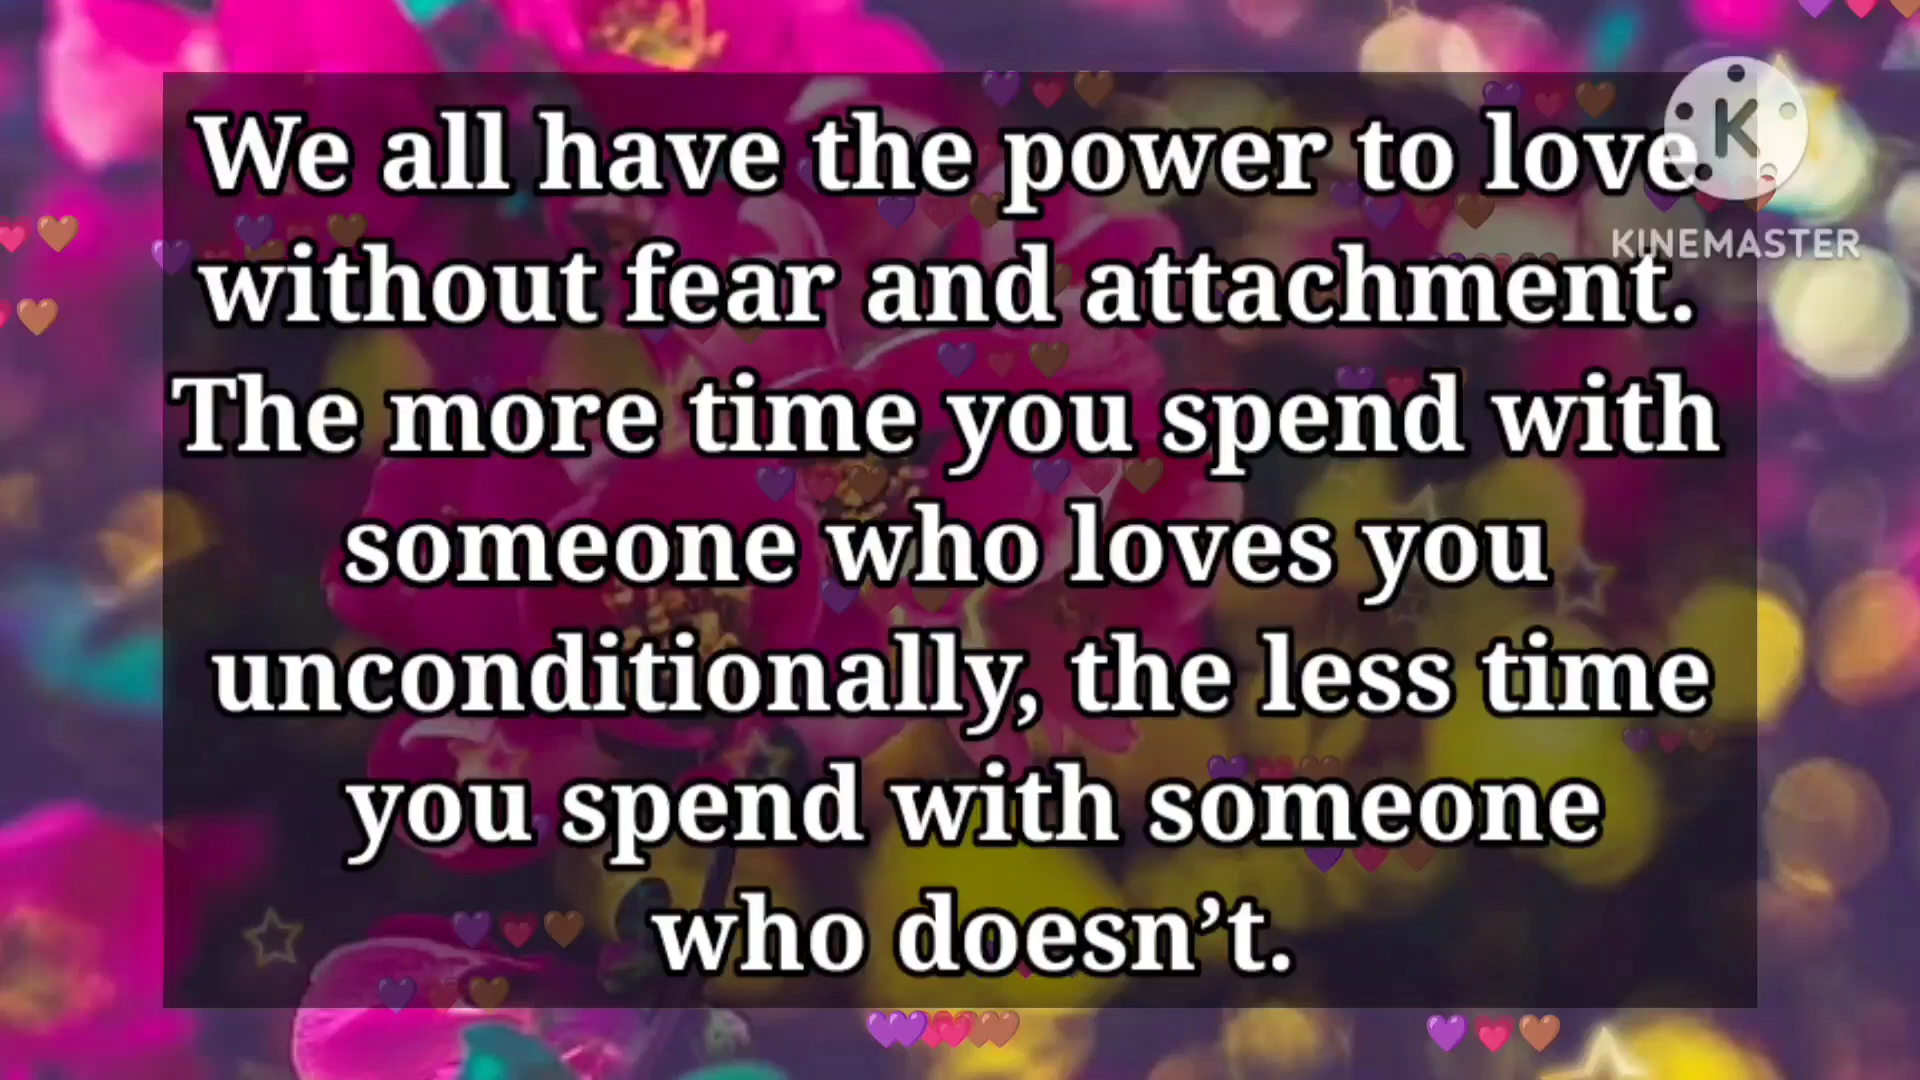 We all have the power to love
without fear and attachment.
The more time you spend with
someone who loves you
unconditionally, the less time
you spend with someone
who doesn’t.
K
KINEMASTER